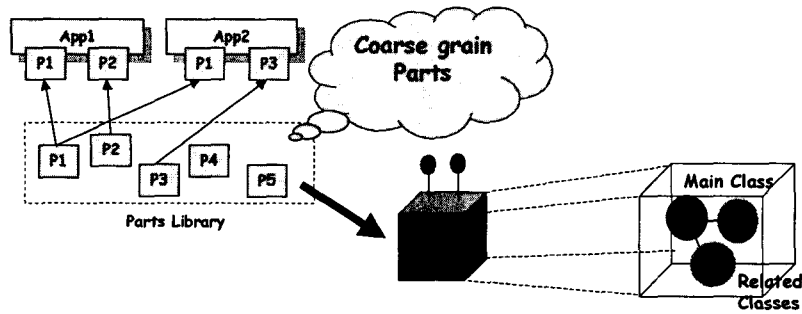 App1
App2
P1
P2
P1
P3
Coarse grain
Parts
P1
P2
P3
P4
P5
Parts Library
Main Class
Related
Classes